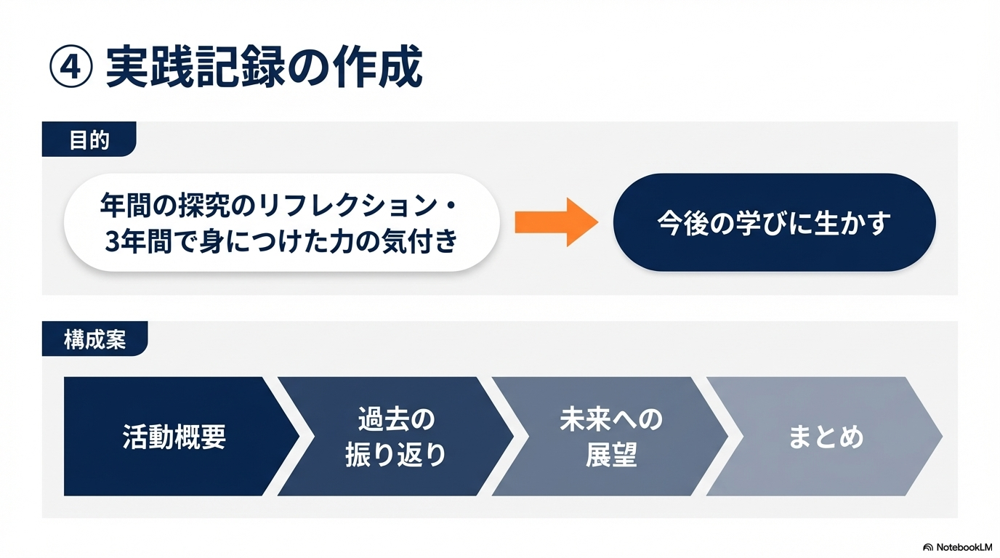 ④ 実践記録の作成
目的
年間の探究のリフレクション・
3年間で身につけた力の気付き
今後の学びに生かす
構成案
活動概要
過去の
振り返り
未来への
展望
まとめ
NotebookLM